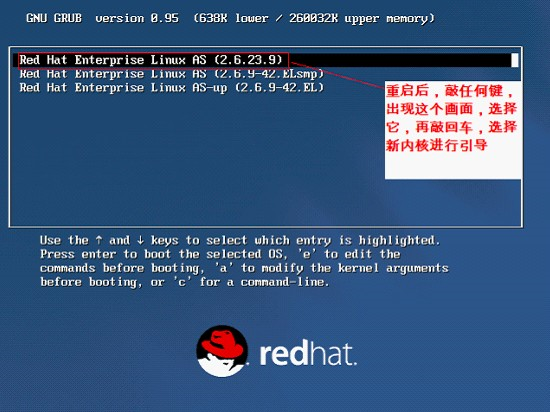 GNU GRUB  version 0.95  (638K lower / 260032K upper memory)
Red Hat Enterprise Linux AS (2.6.23.9)
Red Hat Enterprise Linux AS (2.6.9-42.ELsmp)
Red Hat Enterprise Linux AS-up (2.6.9-42.EL)
重启后，敲任何键，
出现这个画面，选择
它，再敲回车，选择
新内核进行引导
Use the ↑ and ↓ keys to select which entry is highlighted.
Press enter to boot the selected OS, 'e' to edit the
commands before booting, 'a' to modify the kernel arguments
before booting, or 'c' for a command-line.
redhat.